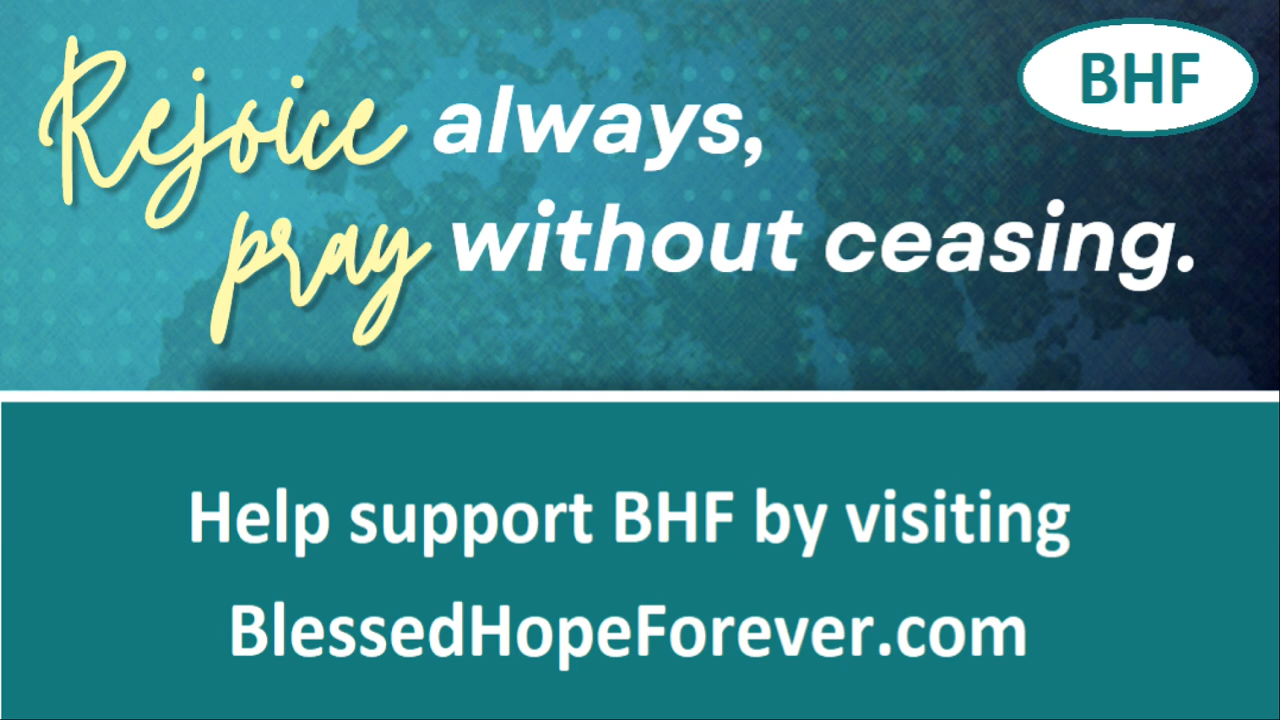 BHF
Rejoice always,
pray without ceasing.
Help support BHF by visiting
BlessedHopeForever.com